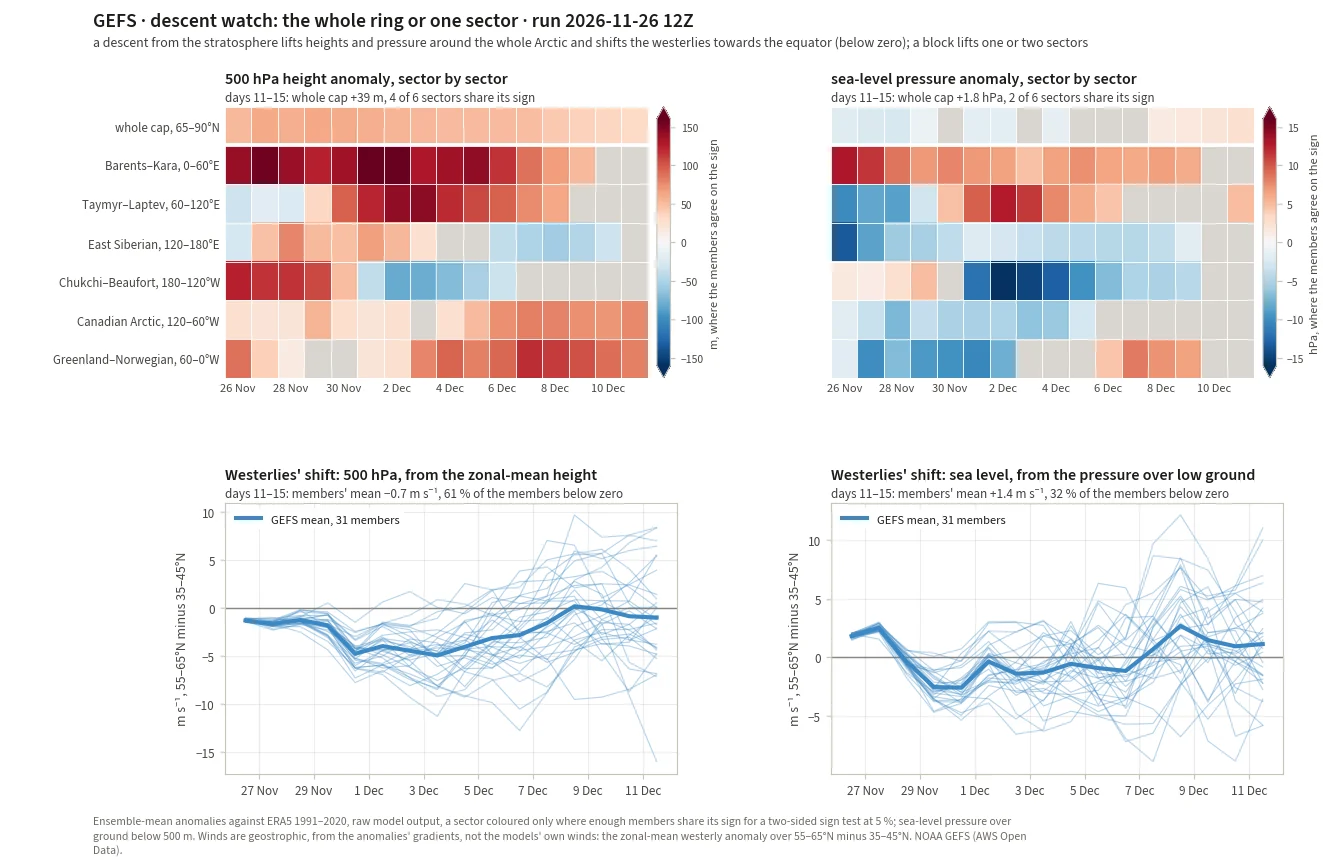 GEFS · descent watch: the whole ring or one sector · run 2026-11-26 12Z
a descent from the stratosphere lifts heights and pressure around the whole Arctic and shifts the westerlies towards the equator (below zero); a block lifts one or two sectors
500 hPa height anomaly, sector by sector
days 11–15: whole cap +39 m, 4 of 6 sectors share its sign
whole cap, 65–90°N
Barents–Kara, 0–60°E
Taymyr–Laptev, 60–120°E
East Siberian, 120–180°E
Chukchi–Beaufort, 180–120°W
Canadian Arctic, 120–60°W
Greenland–Norwegian, 60–0°W
26 Nov 28 Nov 30 Nov 2 Dec 4 Dec 6 Dec 8 Dec 10 Dec
150
100
50
0
−50
−100
−150
m, where the members agree on the sign
sea-level pressure anomaly, sector by sector
days 11–15: whole cap +1.8 hPa, 2 of 6 sectors share its sign
26 Nov 28 Nov 30 Nov 2 Dec 4 Dec 6 Dec 8 Dec 10 Dec
15
10
5
0
−5
−10
−15
hPa, where the members agree on the sign
Westerlies' shift: 500 hPa, from the zonal-mean height
days 11–15: members' mean −0.7 m s⁻¹, 61 % of the members below zero
GEFS mean, 31 members
m s⁻¹, 55–65°N minus 35–45°N
10
5
0
−5
−10
−15
27 Nov 29 Nov 1 Dec 3 Dec 5 Dec 7 Dec 9 Dec 11 Dec
Westerlies' shift: sea level, from the pressure over low ground
days 11–15: members' mean +1.4 m s⁻¹, 32 % of the members below zero
GEFS mean, 31 members
m s⁻¹, 55–65°N minus 35–45°N
10
5
0
−5
27 Nov 29 Nov 1 Dec 3 Dec 5 Dec 7 Dec 9 Dec 11 Dec
Ensemble-mean anomalies against ERA5 1991–2020, raw model output, a sector coloured only where enough members share its sign for a two-sided sign test at 5 %; sea-level pressure over
ground below 500 m. Winds are geostrophic, from the anomalies' gradients, not the models' own winds: the zonal-mean westerly anomaly over 55–65°N minus 35–45°N. NOAA GEFS (AWS Open
Data).